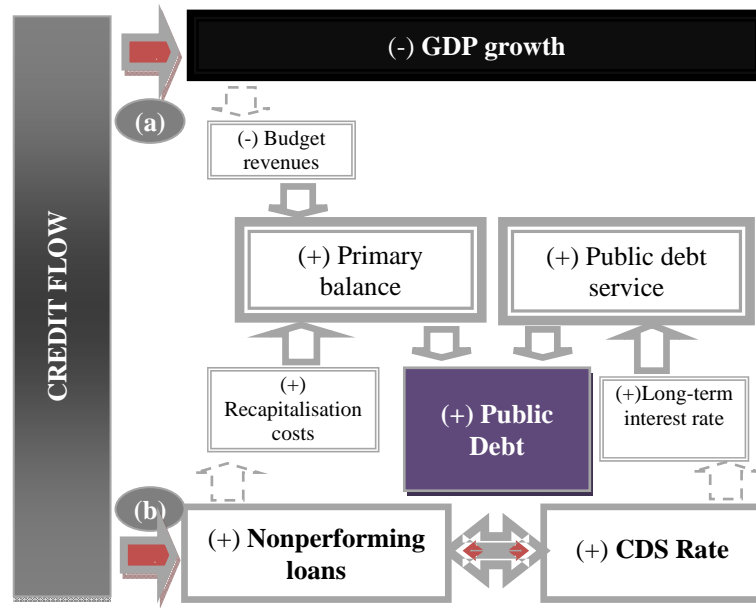 CREDIT FLOW
(-) GDP growth
(a)
(-) Budget
revenues
(+) Primary
balance
(+) Public debt
service
(+)
Recapitalisation
costs
(+) Public
Debt
(+)Long-term
interest rate
(b)
(+) Nonperforming
loans
(+) CDS Rate